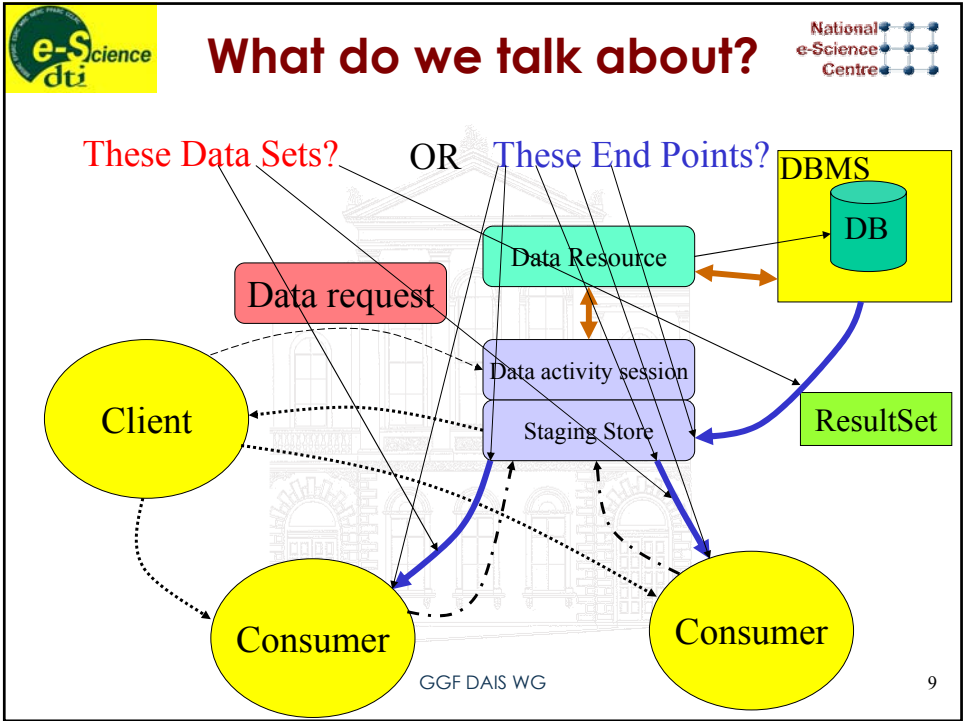 e-Science
dti
What do we talk about?
National
e-Science
Centre
These Data Sets?
OR
These End Points?
DBMS
DB
Data Resource
Data request
Data activity session
Client
Staging Store
ResultSet
Consumer
Consumer
GGF DAIS WG
9